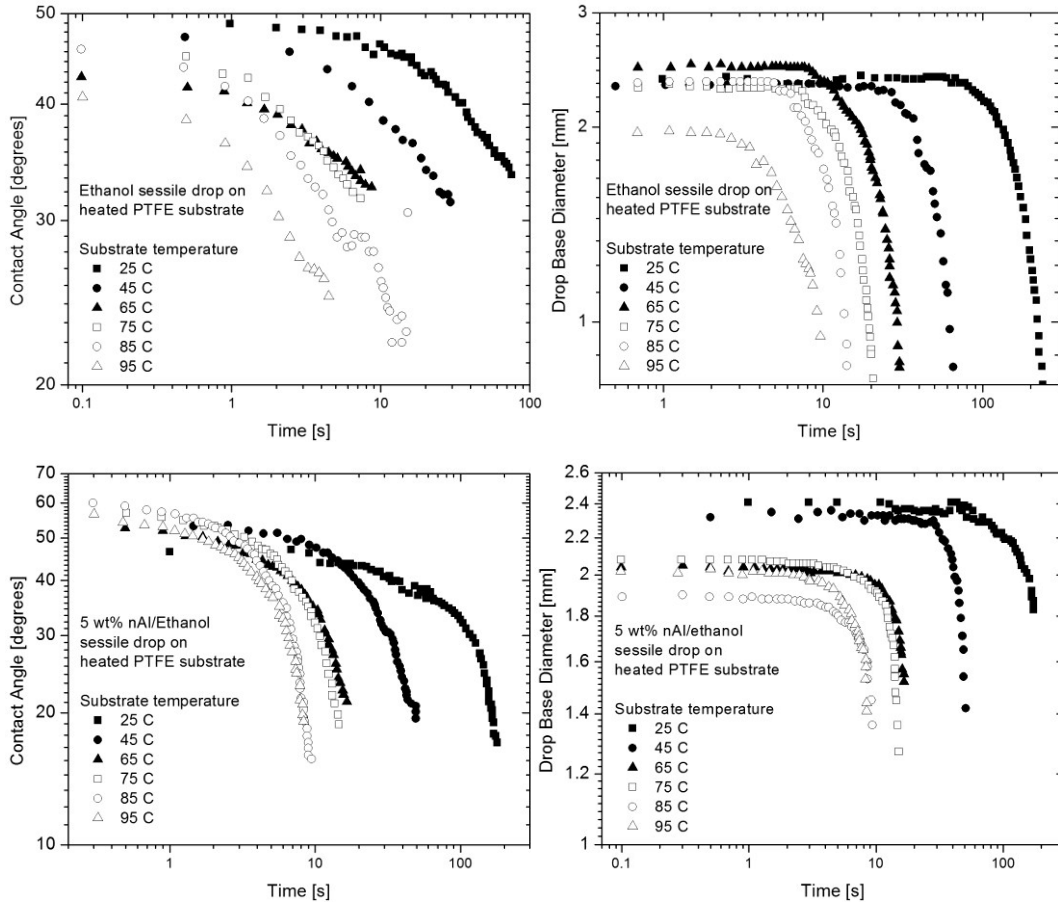 50
40
30
20
Contact Angle [degrees]
Ethanol sessile drop on
heated PTFE substrate
Substrate temperature
25 C
45 C
65 C
75 C
85 C
95 C
0.1
1
10
100
Time [s]
3
2
1
Drop Base Diameter [mm]
Ethanol sessile drop on
heated PTFE substrate
Substrate temperature
25 C
45 C
65 C
75 C
85 C
95 C
1
10
100
Time [s]
70
60
50
40
30
20
10
Contact Angle [degrees]
5 wt% nAl/Ethanol
sessile drop on
heated PTFE substrate
Substrate temperature
25 C
45 C
65 C
75 C
85 C
95 C
1
10
100
Time [s]
2.6
2.4
2.2
2
1.8
1.6
1.4
1.2
1
Drop Base Diameter [mm]
5 wt% nAl/ethanol
sessile drop on
heated PTFE substrate
Substrate temperature
25 C
45 C
65 C
75 C
85 C
95 C
0.1
1
10
100
Time [s]